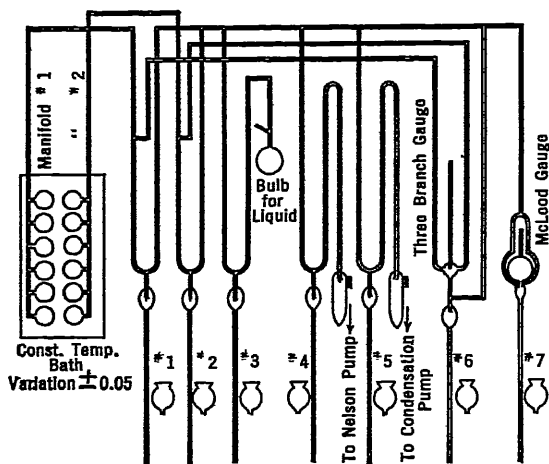 Manifold #1
" #2
Bulb
for
Liquid
Three Branch Gauge
McLeod Gauge
Const. Temp.
Bath
Variation ±0.05
#1
#2
#3
#4
To Nelson Pump
#5
To Condensation
Pump
#6
#7